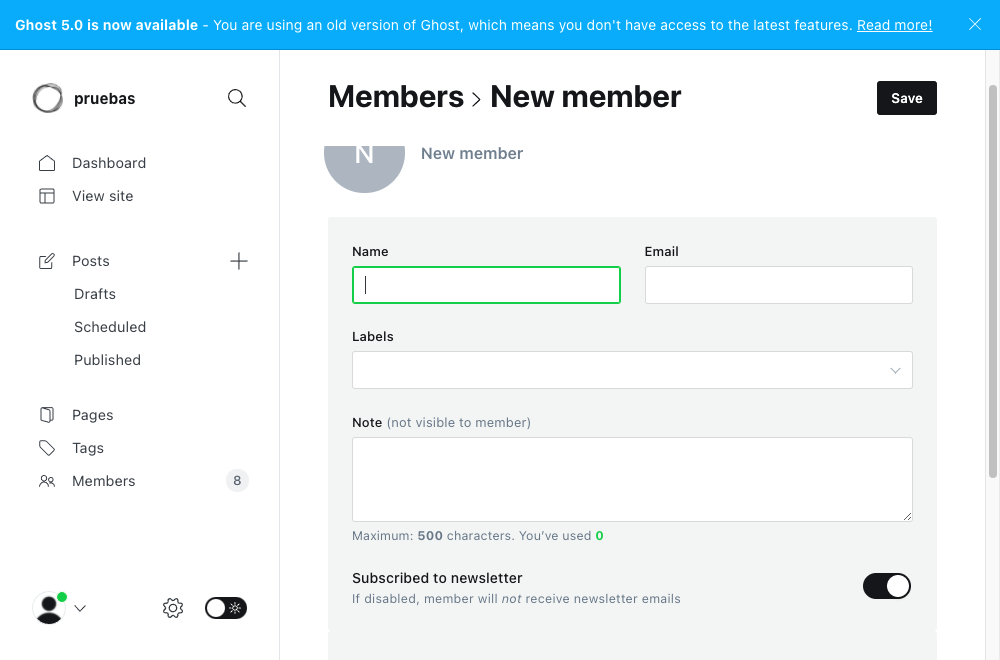 Ghost 5.0 is now available - You are using an old version of Ghost, which means you don't have access to the latest features. Read more!
pruebas
Dashboard
View site
Posts
Drafts
Scheduled
Published
Pages
Tags
Members 8
Members › New member
Save
N
New member
Name
Email
Labels
Note (not visible to member)
Maximum: 500 characters. You've used 0
Subscribed to newsletter
If disabled, member will not receive newsletter emails